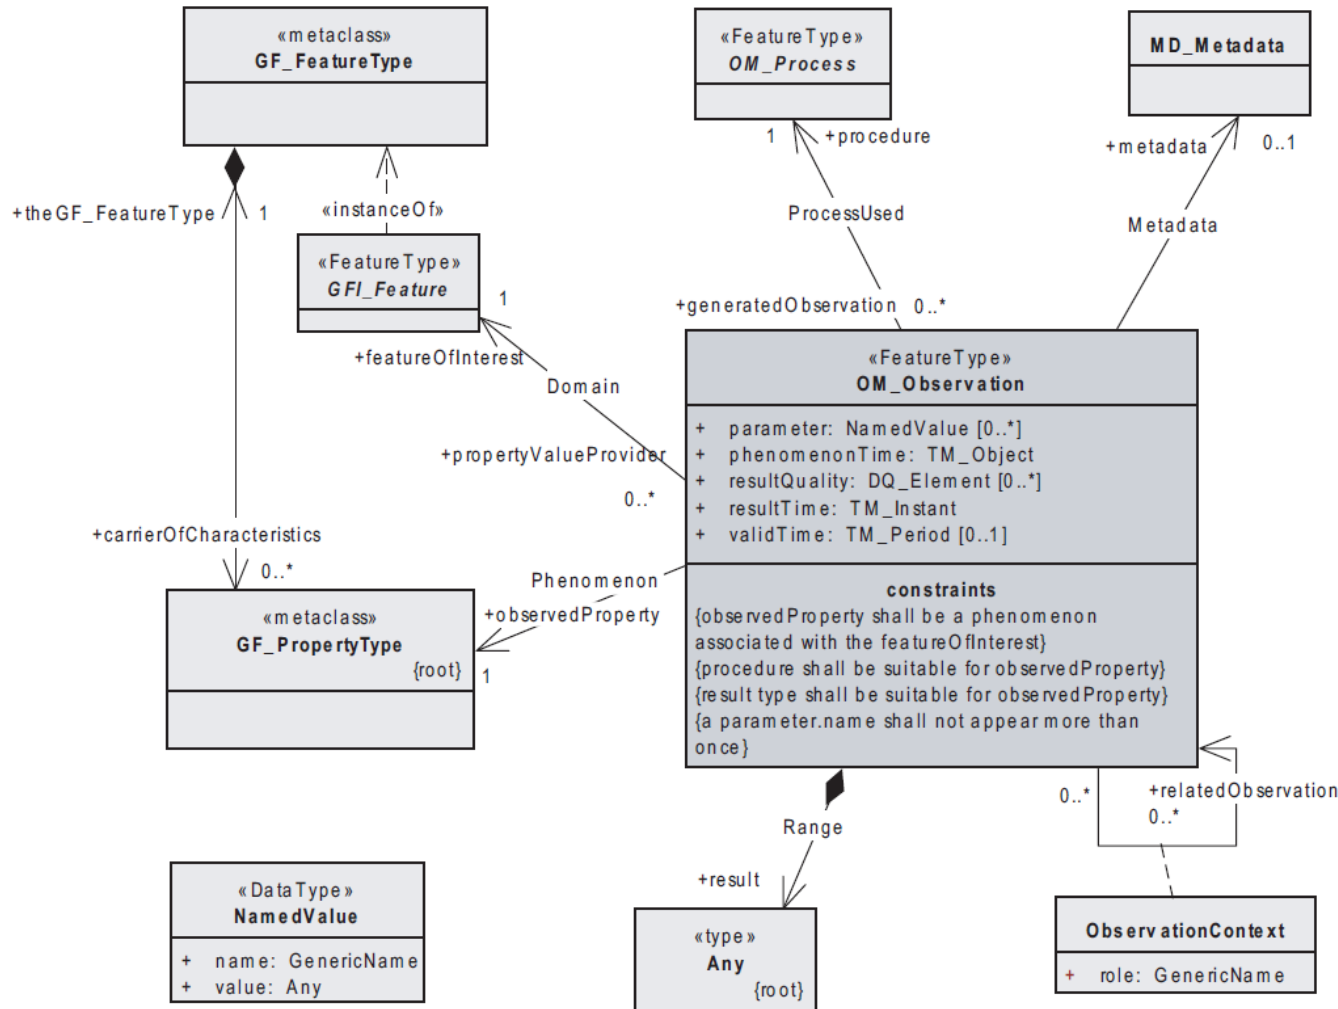 «metaclass»
GF_FeatureType
«FeatureType»
OM_Process
MD_Metadata
1
+procedure
+metadata
0..1
+theGF_FeatureType
1
«instanceOf»
ProcessUsed
Metadata
«FeatureType»
GFI_Feature
1
+generatedObservation
0..*
+featureOfInterest
Domain
«FeatureType»
OM_Observation
+ parameter: NamedValue [0..*]
+ phenomenonTime: TM_Object
+ resultQuality: DQ_Element [0..*]
+ resultTime: TM_Instant
+ validTime: TM_Period [0..1]
+propertyValueProvider
0..*
+carrierOfCharacteristics
0..*
Phenomenon
+observedProperty
1
«metaclass»
GF_PropertyType
{root}
constraints
{observedProperty shall be a phenomenon
associated with the featureOfInterest}
{procedure shall be suitable for observedProperty}
{result type shall be suitable for observedProperty}
{a parameter.name shall not appear more than
once}
0..*
+relatedObservation
0..*
Range
+result
«DataType»
NamedValue
+ name: GenericName
+ value: Any
«type»
Any
{root}
ObservationContext
+ role: GenericName